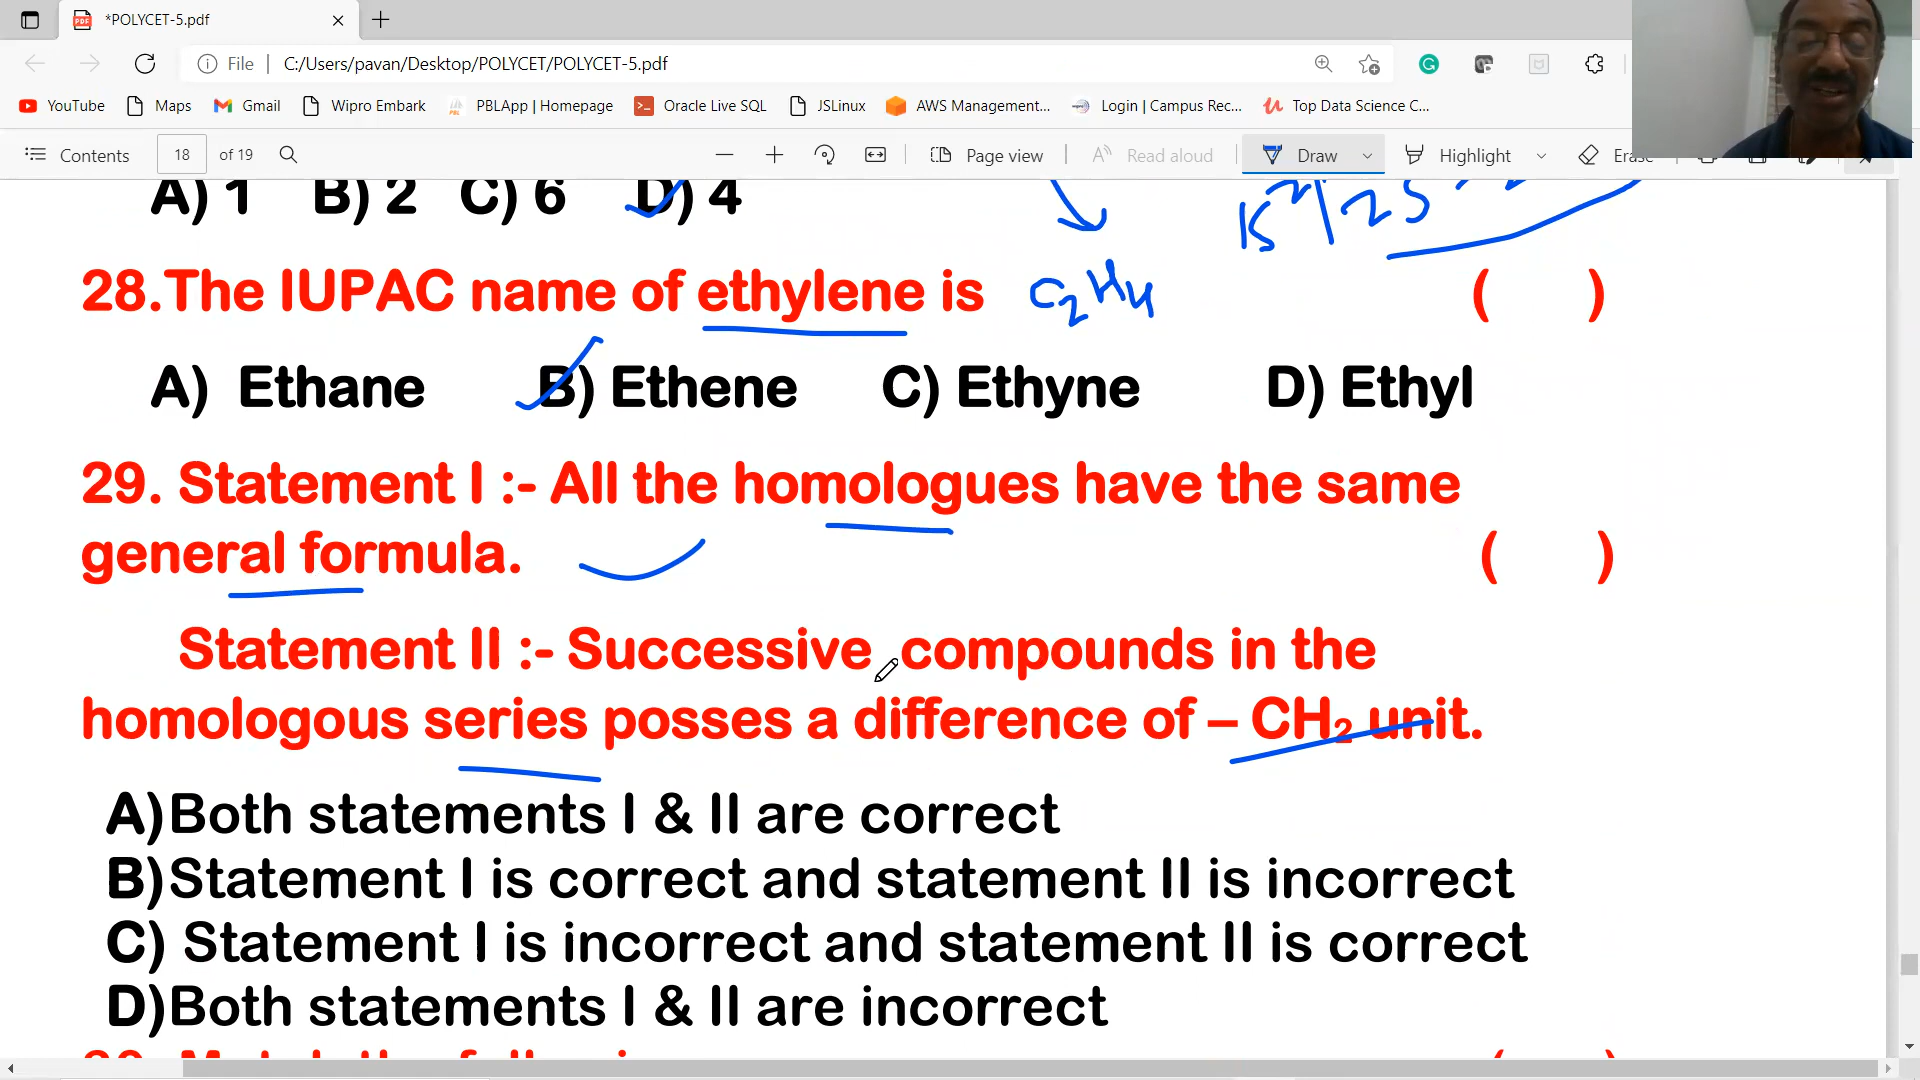 *POLYCET-5.pdf
File C:/Users/pavan/Desktop/POLYCET/POLYCET-5.pdf
YouTube Maps Gmail Wipro Embark PBLApp | Homepage Oracle Live SQL JSLinux AWS Management... Login | Campus Rec... Top Data Science C...
Contents 18 of 19 Page view Read aloud Draw Highlight Erase
A) 1 B) 2 C) 6 D) 4
28.The IUPAC name of ethylene is C2H4 ( )
A) Ethane B) Ethene C) Ethyne D) Ethyl
29. Statement I :- All the homologues have the same
general formula. ( )
Statement II :- Successive compounds in the
homologous series posses a difference of – CH₂ unit.
A)Both statements I & II are correct
B)Statement I is correct and statement II is incorrect
C) Statement I is incorrect and statement II is correct
D)Both statements I & II are incorrect